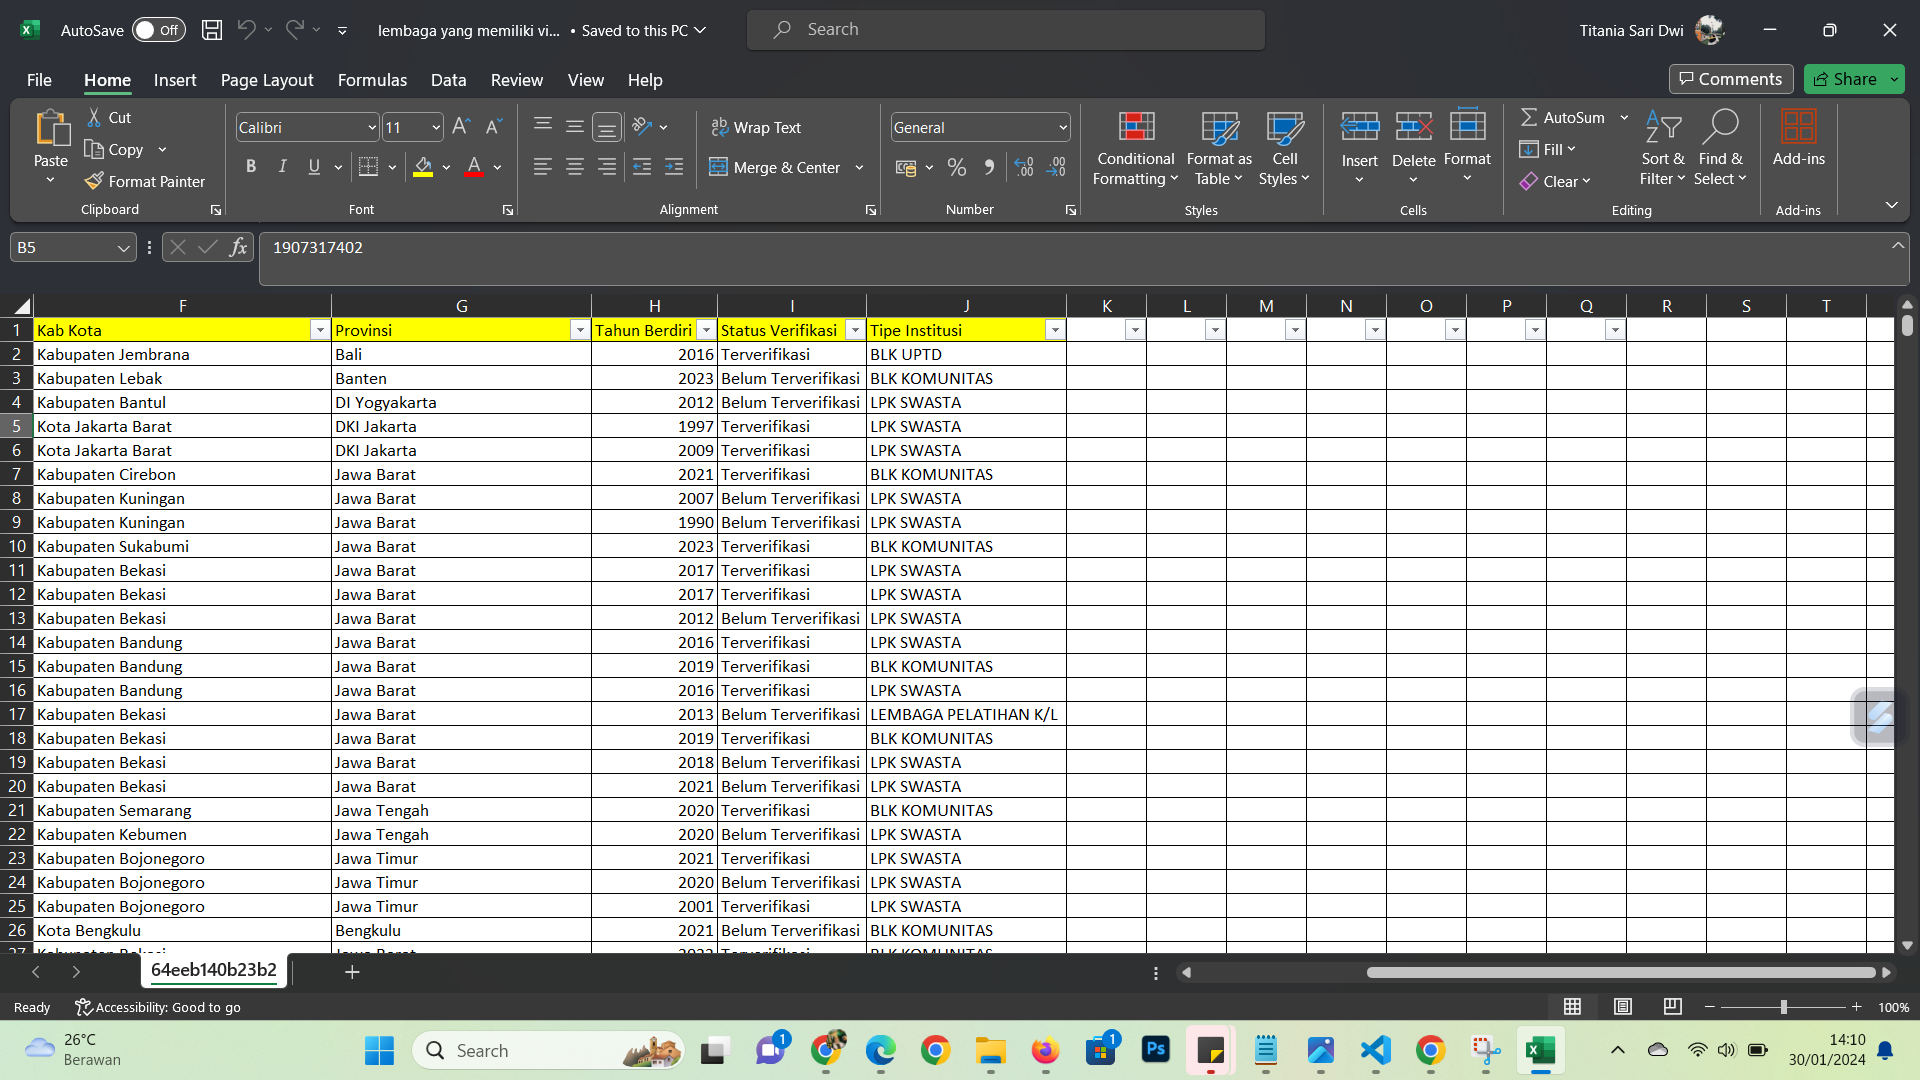 AutoSave Off lembaga yang memiliki vi... • Saved to this PC Search Titania Sari Dwi
File Home Insert Page Layout Formulas Data Review View Help Comments Share
Paste Cut Copy Format Painter Clipboard
Calibri 11 B I U A Font
Wrap Text Merge & Center Alignment
General % Number
Conditional Formatting Format as Table Cell Styles Styles
Insert Delete Format Cells
AutoSum Fill Clear Sort & Filter Find & Select Editing
Add-ins Add-ins
B5 fx 1907317402
F G H I J K L M N O P Q R S T
1 Kab Kota Provinsi Tahun Berdiri Status Verifikasi Tipe Institusi
2 Kabupaten Jembrana Bali 2016 Terverifikasi BLK UPTD
3 Kabupaten Lebak Banten 2023 Belum Terverifikasi BLK KOMUNITAS
4 Kabupaten Bantul DI Yogyakarta 2012 Belum Terverifikasi LPK SWASTA
5 Kota Jakarta Barat DKI Jakarta 1997 Terverifikasi LPK SWASTA
6 Kota Jakarta Barat DKI Jakarta 2009 Terverifikasi LPK SWASTA
7 Kabupaten Cirebon Jawa Barat 2021 Terverifikasi BLK KOMUNITAS
8 Kabupaten Kuningan Jawa Barat 2007 Belum Terverifikasi LPK SWASTA
9 Kabupaten Kuningan Jawa Barat 1990 Belum Terverifikasi LPK SWASTA
10 Kabupaten Sukabumi Jawa Barat 2023 Terverifikasi BLK KOMUNITAS
11 Kabupaten Bekasi Jawa Barat 2017 Terverifikasi LPK SWASTA
12 Kabupaten Bekasi Jawa Barat 2017 Terverifikasi LPK SWASTA
13 Kabupaten Bekasi Jawa Barat 2012 Belum Terverifikasi LPK SWASTA
14 Kabupaten Bandung Jawa Barat 2016 Terverifikasi LPK SWASTA
15 Kabupaten Bandung Jawa Barat 2019 Terverifikasi BLK KOMUNITAS
16 Kabupaten Bandung Jawa Barat 2016 Terverifikasi LPK SWASTA
17 Kabupaten Bekasi Jawa Barat 2013 Belum Terverifikasi LEMBAGA PELATIHAN K/L
18 Kabupaten Bekasi Jawa Barat 2019 Terverifikasi BLK KOMUNITAS
19 Kabupaten Bekasi Jawa Barat 2018 Belum Terverifikasi LPK SWASTA
20 Kabupaten Bekasi Jawa Barat 2021 Belum Terverifikasi LPK SWASTA
21 Kabupaten Semarang Jawa Tengah 2020 Terverifikasi BLK KOMUNITAS
22 Kabupaten Kebumen Jawa Tengah 2020 Belum Terverifikasi LPK SWASTA
23 Kabupaten Bojonegoro Jawa Timur 2021 Terverifikasi LPK SWASTA
24 Kabupaten Bojonegoro Jawa Timur 2020 Belum Terverifikasi LPK SWASTA
25 Kabupaten Bojonegoro Jawa Timur 2001 Terverifikasi LPK SWASTA
26 Kota Bengkulu Bengkulu 2021 Belum Terverifikasi BLK KOMUNITAS
64eeb140b23b2
Ready Accessibility: Good to go 100%
26°C
Berawan
Search 1 1 Ps
14:10
30/01/2024